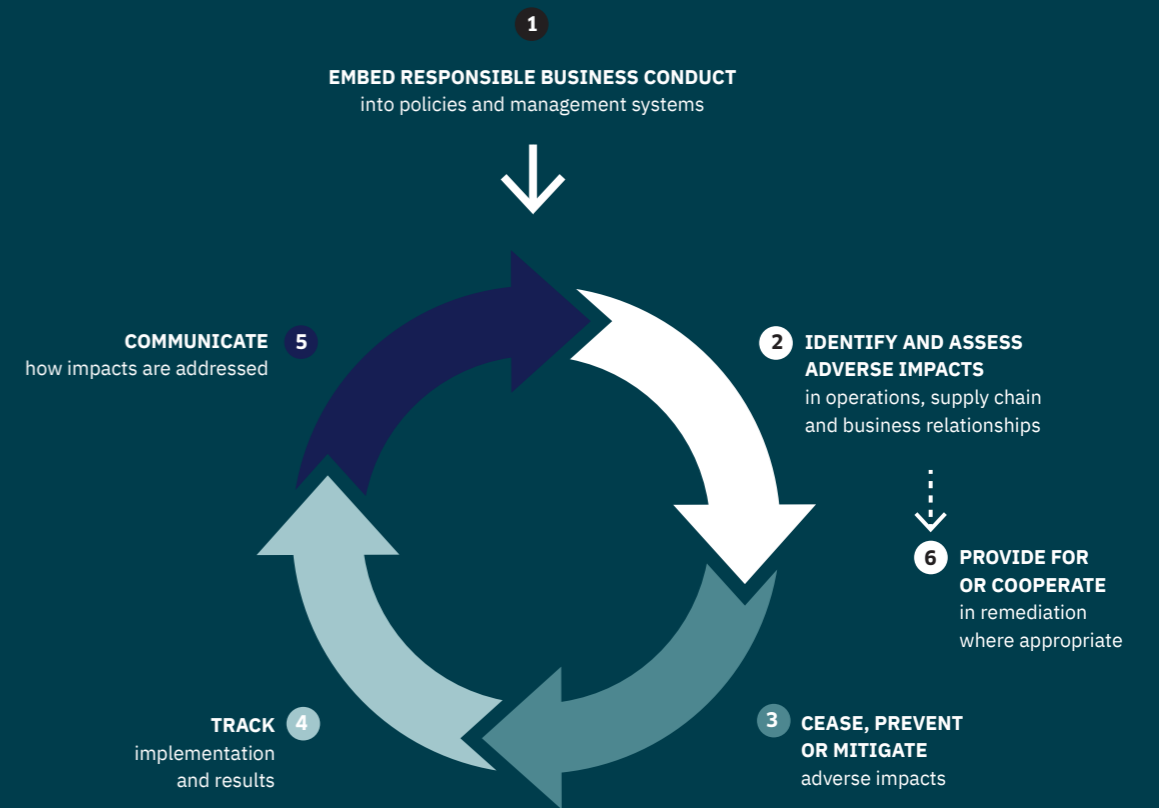 1
EMBED RESPONSIBLE BUSINESS CONDUCT
into policies and management systems
2
IDENTIFY AND ASSESS
ADVERSE IMPACTS
in operations, supply chain
and business relationships
6
PROVIDE FOR
OR COOPERATE
in remediation
where appropriate
3
CEASE, PREVENT
OR MITIGATE
adverse impacts
4
TRACK
implementation
and results
5
COMMUNICATE
how impacts are addressed